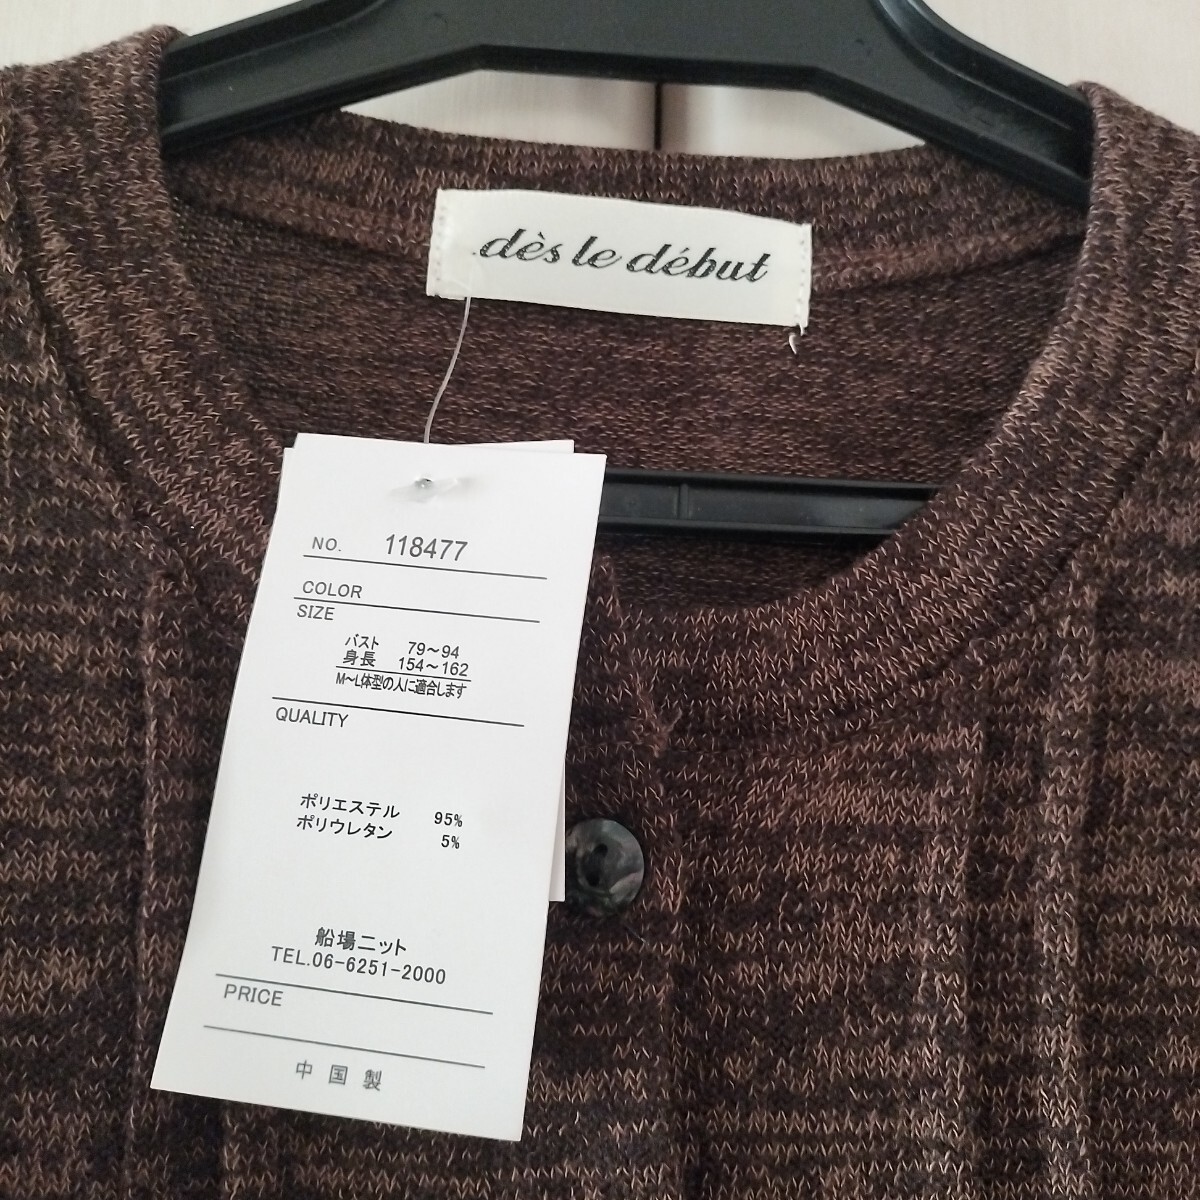 dès le début
NO. 118477
COLOR
SIZE
バスト 79～94
身長 154～162
M～L体型の人に適合します
QUALITY
ポリエステル 95%
ポリウレタン 5%
船場ニット
TEL.06-6251-2000
PRICE
中国製